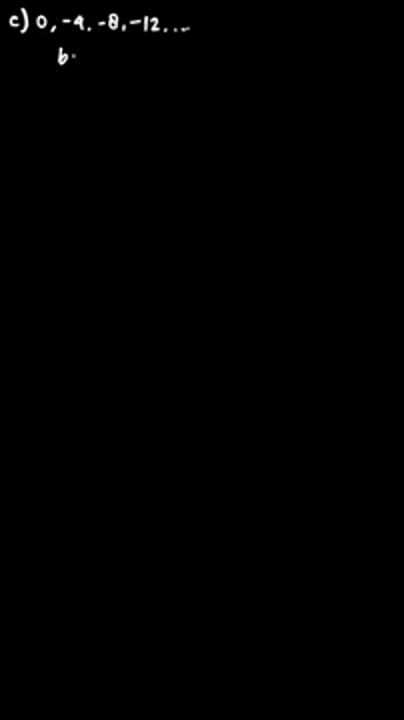 c) 0, -4, -8, -12, ...
b.